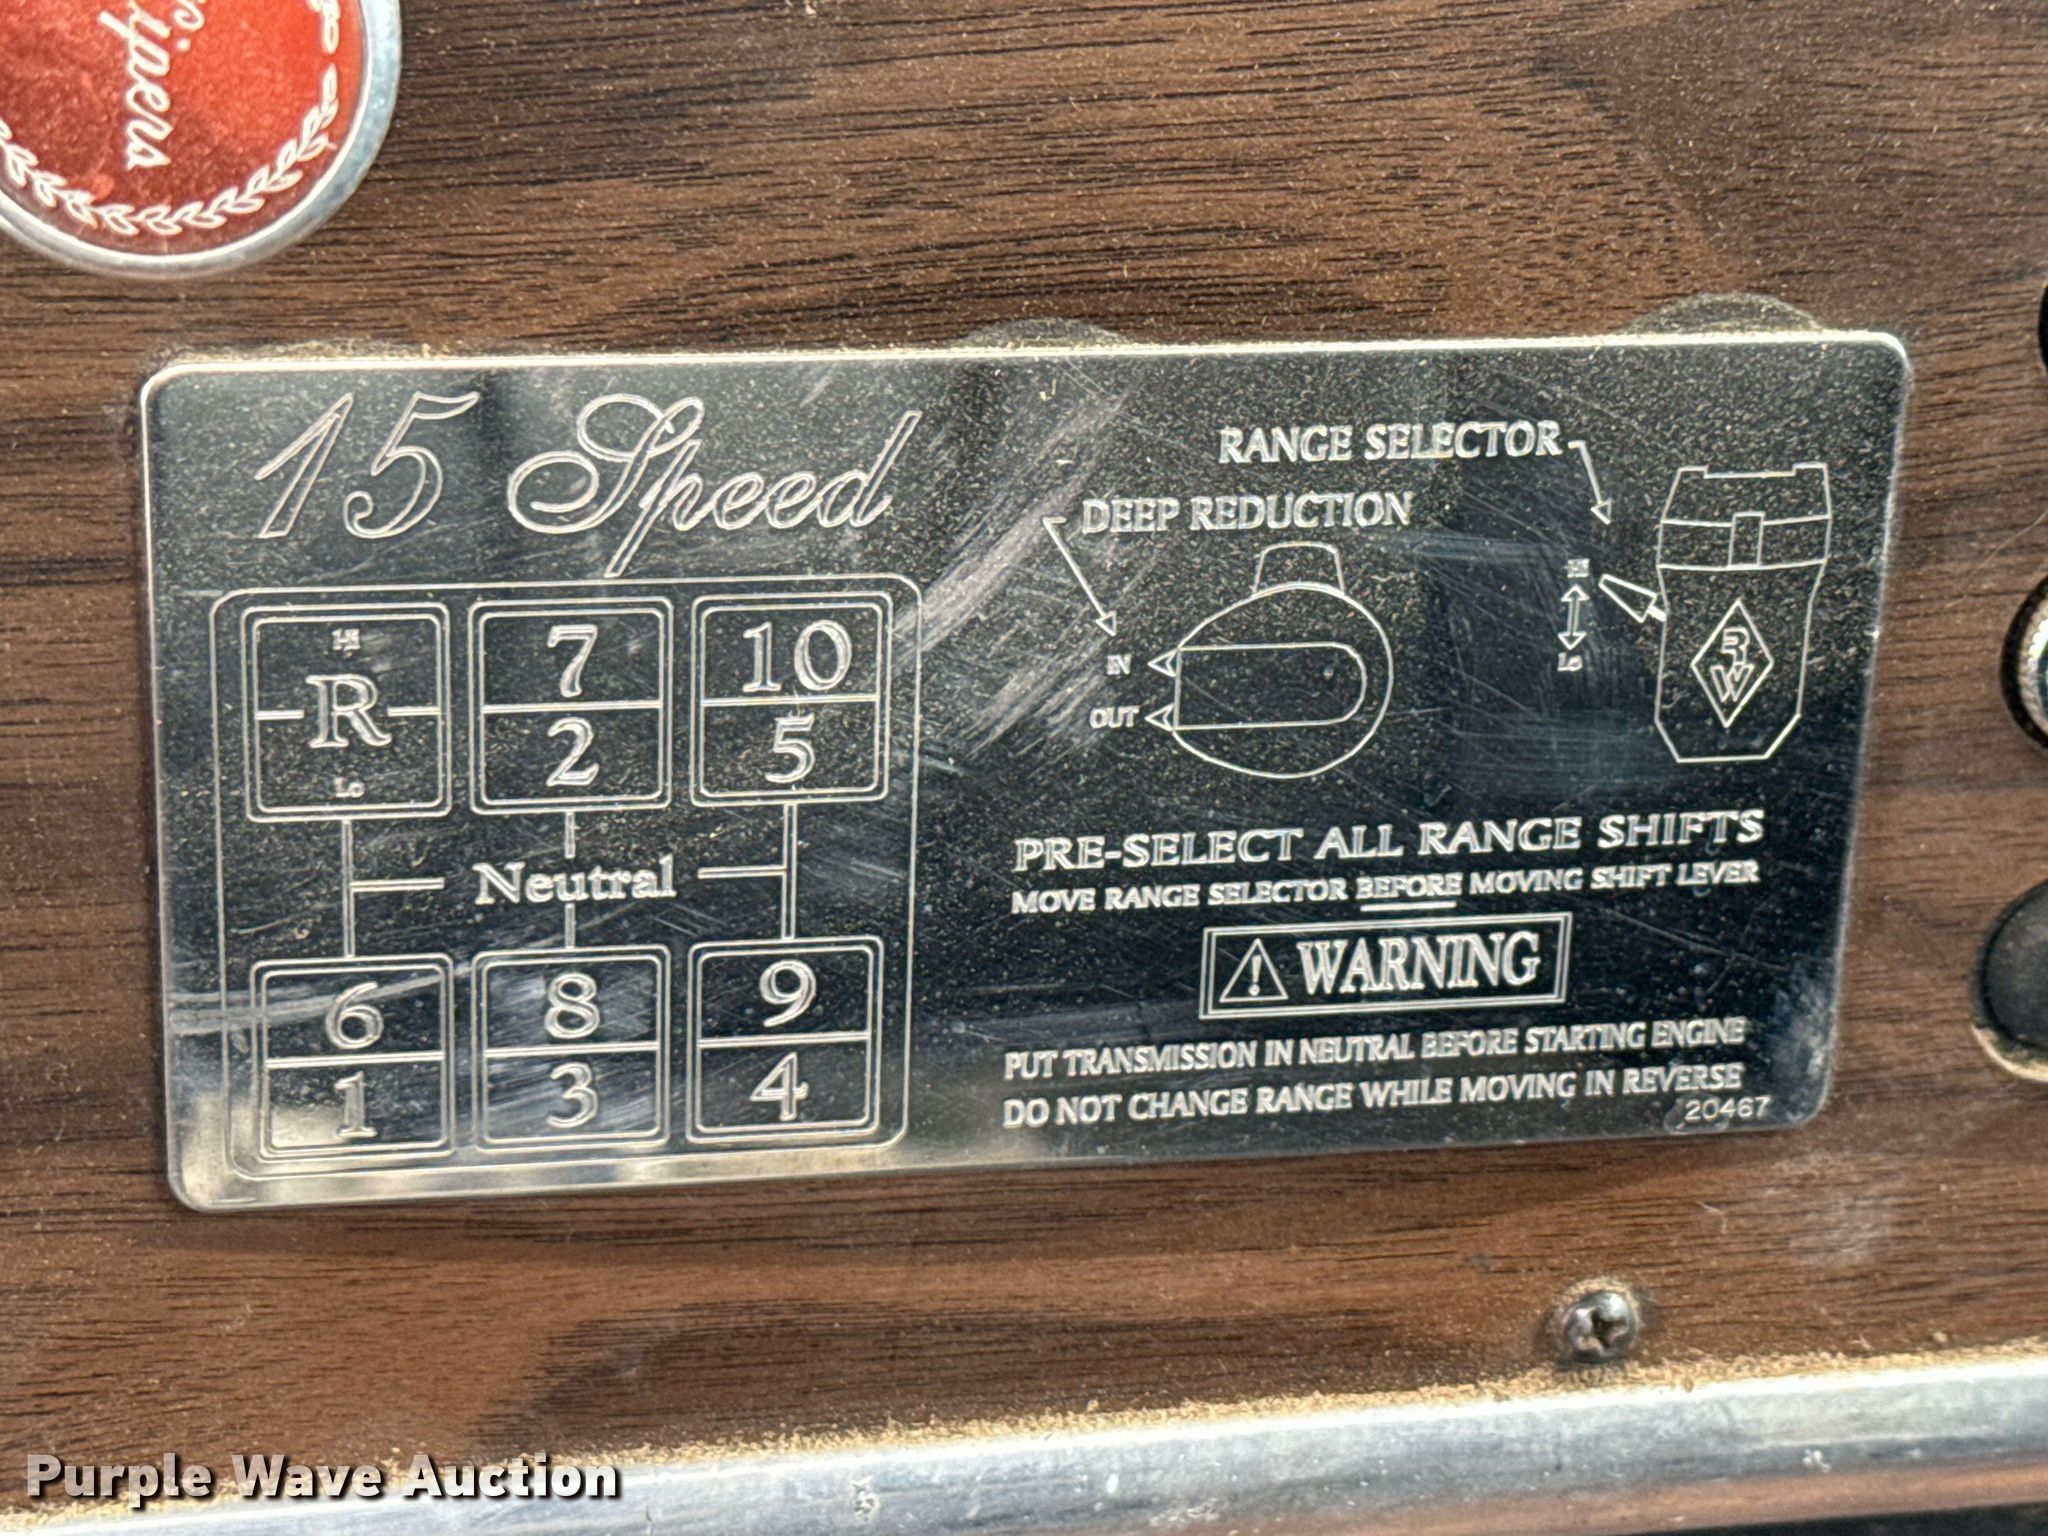 ipers
15 Speed
RANGE SELECTOR
DEEP REDUCTION
Hi
Lo
IN
OUT
RW
Hi
R
Lo
7
2
10
5
Neutral
6
1
8
3
9
4
PRE-SELECT ALL RANGE SHIFTS
MOVE RANGE SELECTOR BEFORE MOVING SHIFT LEVER
WARNING
PUT TRANSMISSION IN NEUTRAL BEFORE STARTING ENGINE
DO NOT CHANGE RANGE WHILE MOVING IN REVERSE
20467
Purple Wave Auction